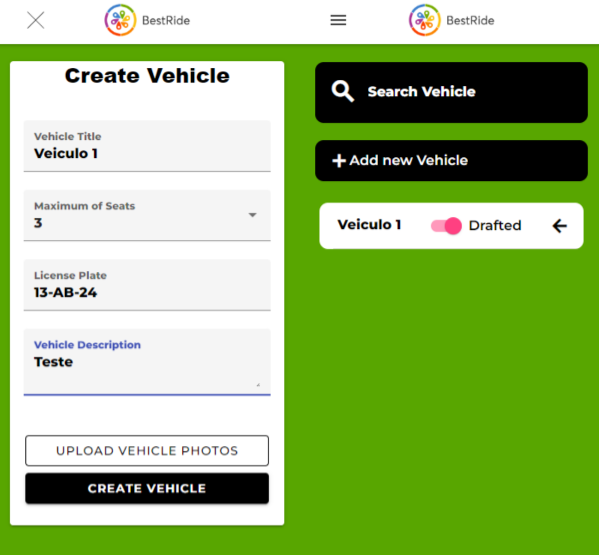 BestRide
Create Vehicle
Vehicle Title
Veiculo 1
Maximum of Seats
3
License Plate
13-AB-24
Vehicle Description
Teste
UPLOAD VEHICLE PHOTOS
CREATE VEHICLE
BestRide
Search Vehicle
Add new Vehicle
Veiculo 1 Drafted